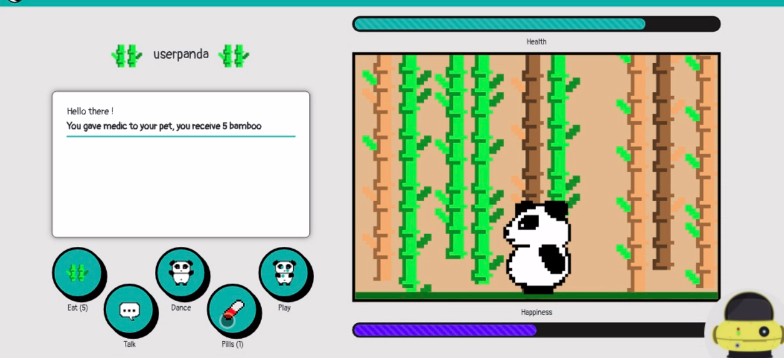 Health
userpanda
Hello there !
You gave medic to your pet, you receive 5 bamboo
Eat (5)
Dance
Play
Talk
Pills (1)
Happiness